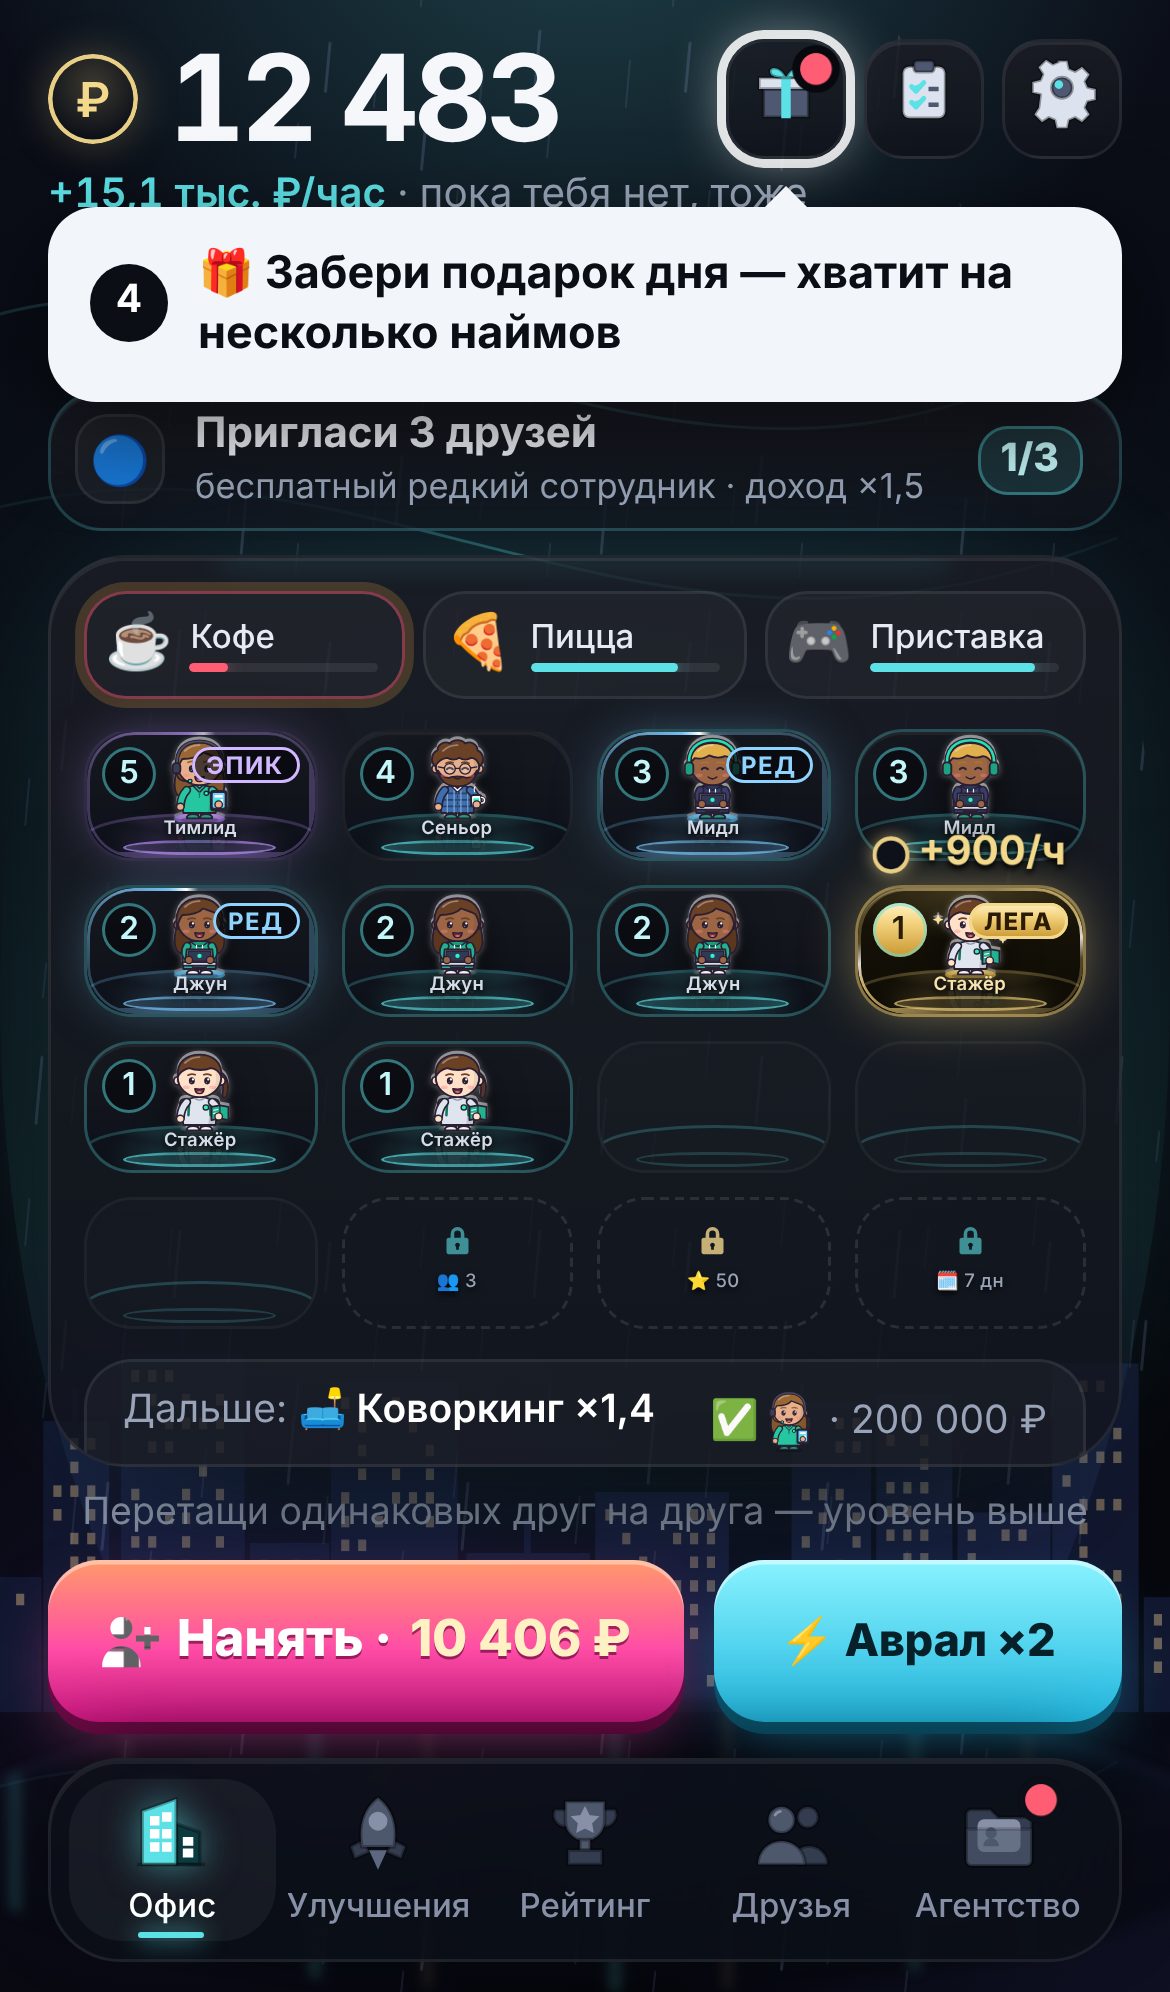 ₽ 12 483
+15,1 тыс. ₽/час · пока тебя нет, тоже
4
🎁 Забери подарок дня — хватит на
несколько наймов
Пригласи 3 друзей
бесплатный редкий сотрудник · доход ×1,5
1/3
Кофе
Пицца
Приставка
5 ЭПИК
Тимлид
4
Сеньор
3 РЕД
Мидл
3
Мидл
+900/ч
2 РЕД
Джун
2
Джун
2
Джун
1 ЛЕГА
Стажёр
1
Стажёр
1
Стажёр
👥 3
⭐ 50
🗓️ 7 дн
Дальше: 🛋️ Коворкинг ×1,4 ✅ · 200 000 ₽
Перетащи одинаковых друг на друга — уровень выше
Нанять · 10 406 ₽
⚡ Аврал ×2
Офис
Улучшения
Рейтинг
Друзья
Агентство